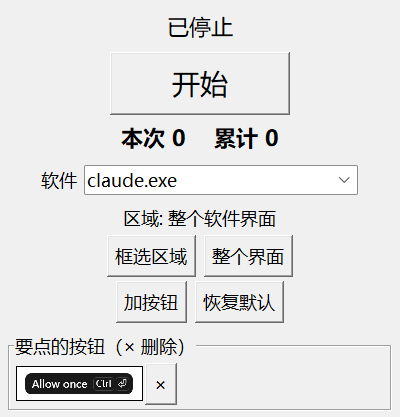 已停止
开始
本次 0 累计 0
软件 claude.exe
区域: 整个软件界面
框选区域 整个界面
加按钮 恢复默认
要点的按钮（× 删除）
Allow once Ctrl ⏎ ×